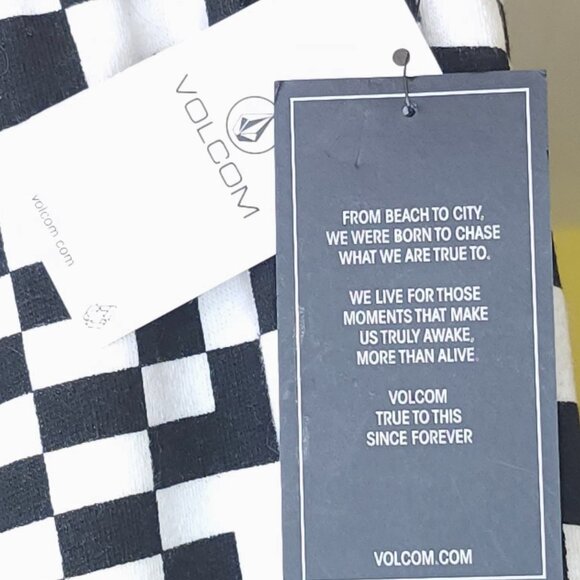 VOLCOM
volcom.com
FROM BEACH TO CITY,
WE WERE BORN TO CHASE
WHAT WE ARE TRUE TO.
WE LIVE FOR THOSE
MOMENTS THAT MAKE
US TRULY AWAKE,
MORE THAN ALIVE.
VOLCOM
TRUE TO THIS
SINCE FOREVER
VOLCOM.COM